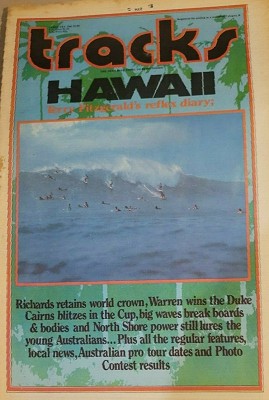 tracks
HAWAII
Terry Fitzgerald's reflex diary;
Richards retains world crown, Warren wins the Duke
Cairns blitzes in the Cup, big waves break boards
& bodies and North Shore power still lures the
young Australians... Plus all the regular features,
local news, Australian pro tour dates and Photo
Contest results